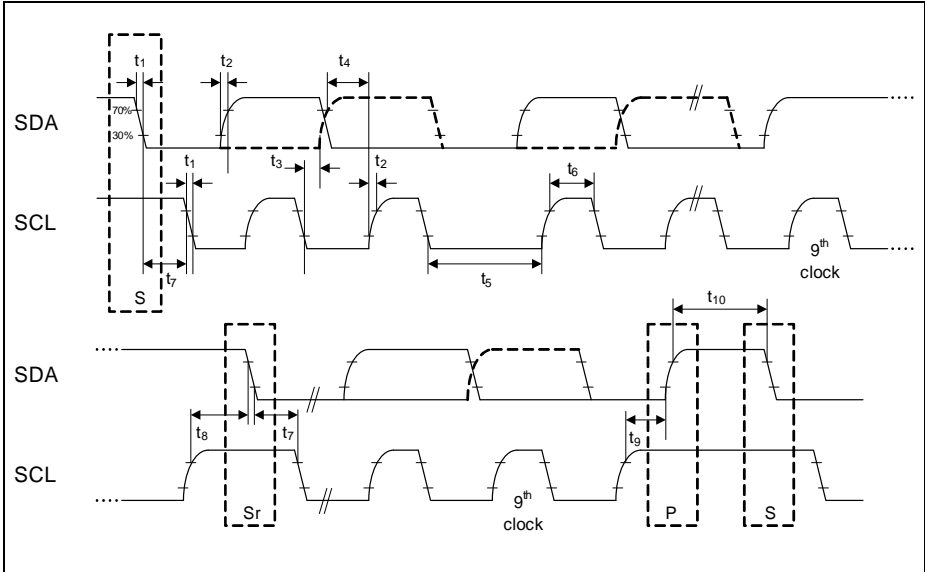 t1 t2 t4
70%
SDA
30%
t1 t3 t2 t6
SCL
9th
clock
t7 t5
S
t10
SDA
t8 t7 t9
SCL
9th
clock
Sr P S